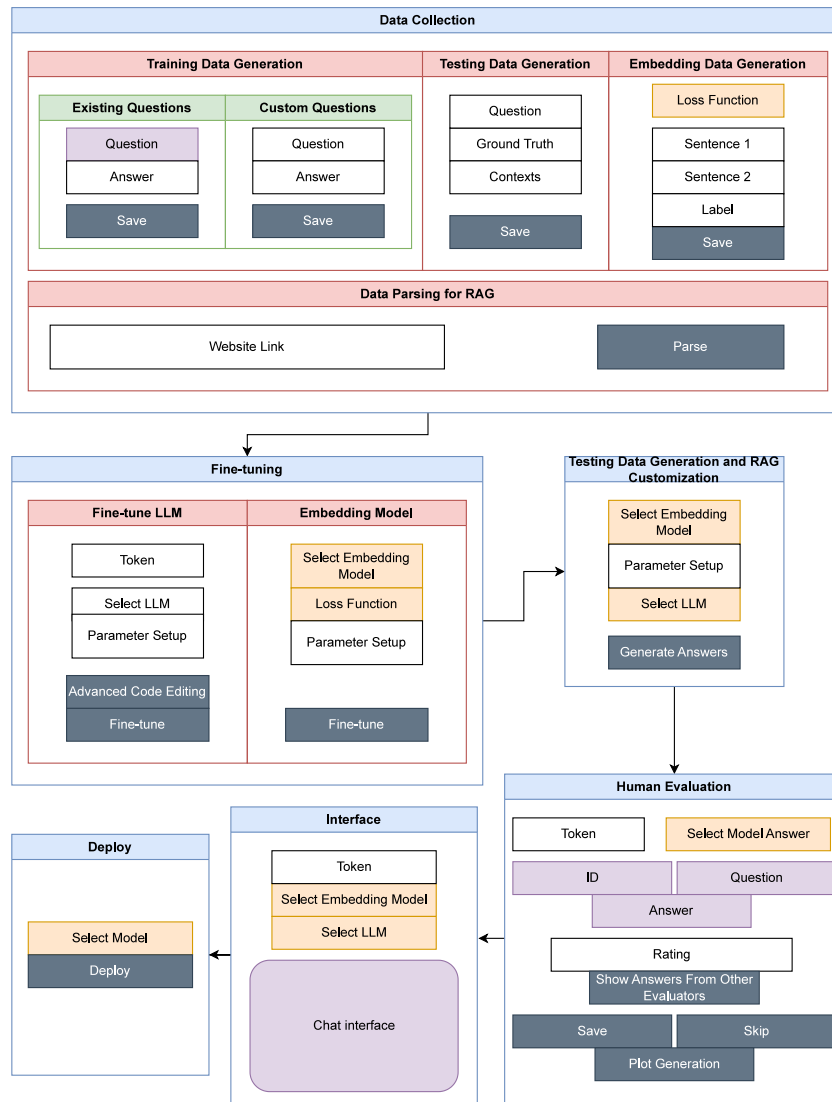 Data Collection
Training Data Generation
Testing Data Generation
Embedding Data Generation
Existing Questions
Custom Questions
Question
Answer
Save
Question
Answer
Save
Question
Ground Truth
Contexts
Save
Loss Function
Sentence 1
Sentence 2
Label
Save
Data Parsing for RAG
Website Link
Parse
Fine-tuning
Fine-tune LLM
Token
Select LLM
Parameter Setup
Advanced Code Editing
Fine-tune
Embedding Model
Select Embedding
Model
Loss Function
Parameter Setup
Fine-tune
Testing Data Generation and RAG
Customization
Select Embedding
Model
Parameter Setup
Select LLM
Generate Answers
Human Evaluation
Token
Select Model Answer
ID
Question
Answer
Rating
Show Answers From Other
Evaluators
Save
Skip
Plot Generation
Interface
Token
Select Embedding Model
Select LLM
Chat interface
Deploy
Select Model
Deploy